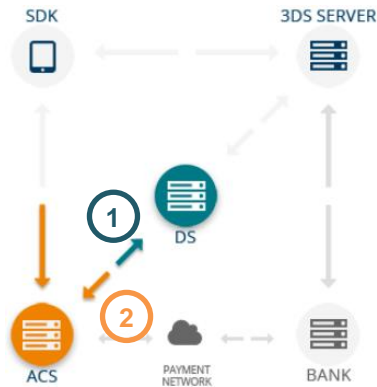 SDK
3DS SERVER
1
DS
2
ACS
PAYMENT
NETWORK
BANK